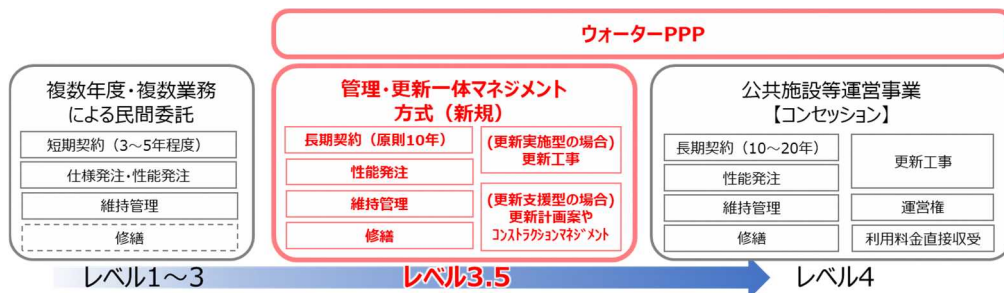 ウォーターPPP
複数年度・複数業務
による民間委託
短期契約（3～5年程度）
仕様発注・性能発注
維持管理
修繕
管理・更新一体マネジメント
方式（新規）
長期契約（原則10年）
性能発注
維持管理
修繕
(更新実施型の場合)
更新工事
(更新支援型の場合)
更新計画案や
コンストラクションマネジメント
公共施設等運営事業
【コンセッション】
長期契約（10～20年）
性能発注
維持管理
修繕
更新工事
運営権
利用料金直接収受
レベル1～3
レベル3.5
レベル4